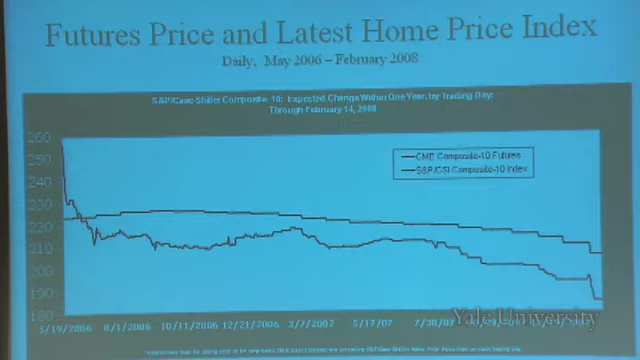 Futures Price and Latest Home Price Index
Daily, May 2006 – February 2008
S&P/Case-Shiller Composite-10: Expected Change Within One Year, by Trading Day:
Through February 14, 2008
260
250
240
230
220
210
200
190
180
CME Composite-10 Futures
S&P/CSI Composite-10 Index
5/19/2006 8/1/2006 10/11/2006 12/21/2006 3/7/2007 5/17/07 7/30/07
Yale University